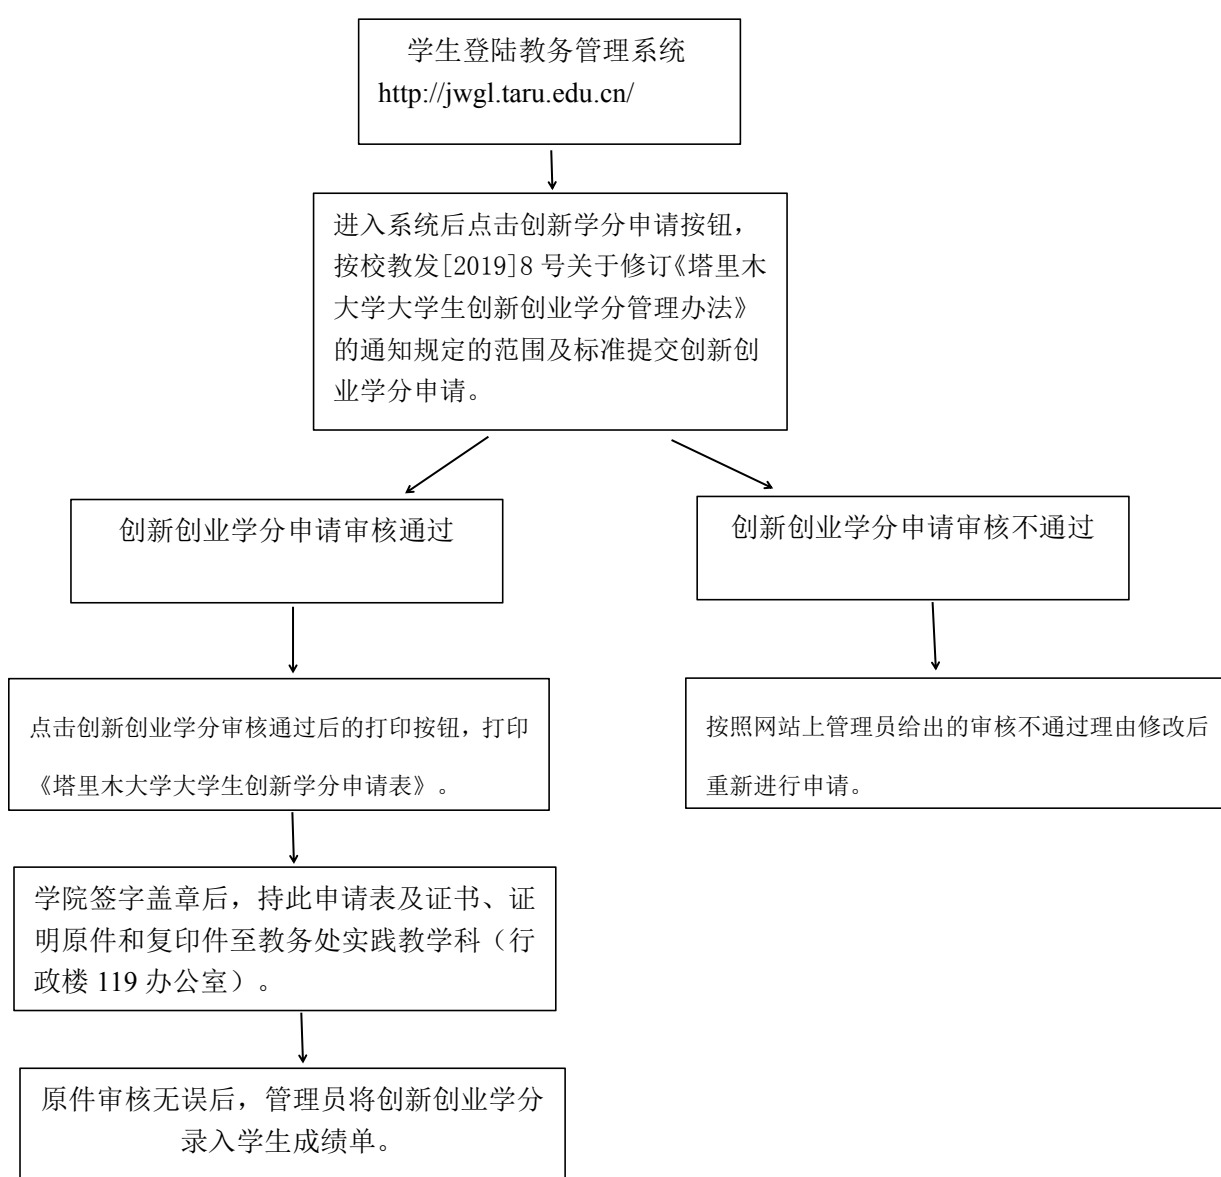 学生登陆教务管理系统
http://jwgl.taru.edu.cn/
进入系统后点击创新学分申请按钮，
按校教发[2019]8 号关于修订《塔里木
大学大学生创新创业学分管理办法》
的通知规定的范围及标准提交创新创
业学分申请。
创新创业学分申请审核通过
创新创业学分申请审核不通过
点击创新创业学分审核通过后的打印按钮，打印
《塔里木大学大学生创新学分申请表》。
按照网站上管理员给出的审核不通过理由修改后
重新进行申请。
学院签字盖章后，持此申请表及证书、证
明原件和复印件至教务处实践教学科（行
政楼 119 办公室）。
原件审核无误后，管理员将创新创业学分
录入学生成绩单。